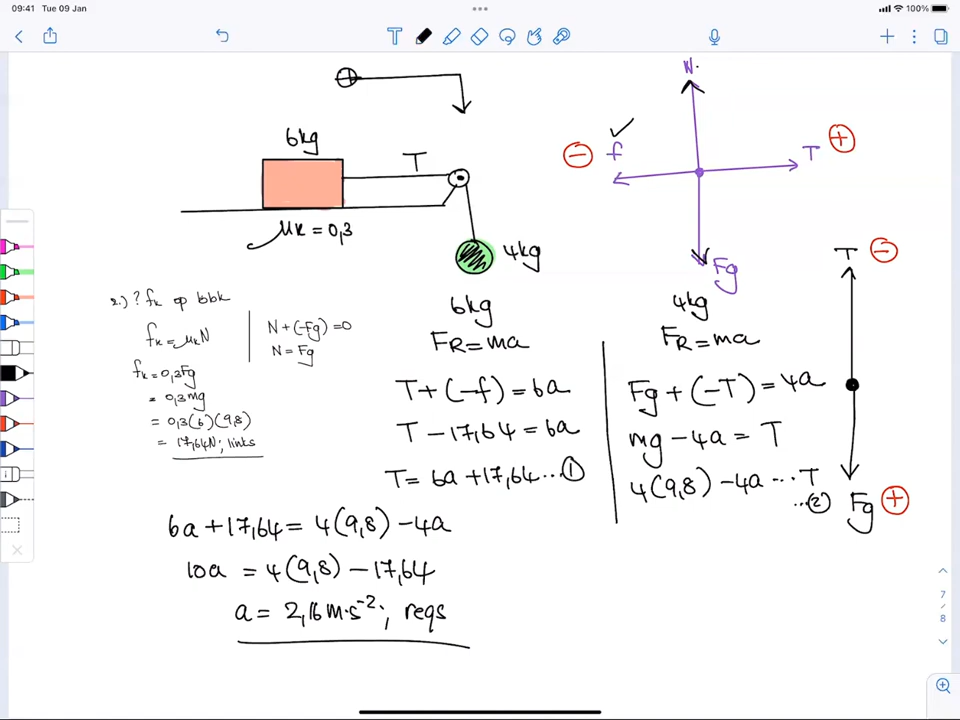 09:41 Tue 09 Jan
100%
6kg
T
μk = 0,3
4kg
N
f
T
Fg
T
Fg
2.) ? fk op blok
fk = μkN
fk = 0,3Fg
= 0,3mg
= 0,3(6)(9,8)
= 17,64N; links
N + (-Fg) = 0
N = Fg
6kg
FR = ma
T + (-f) = 6a
T - 17,64 = 6a
T = 6a + 17,64 ... ①
4kg
FR = ma
Fg + (-T) = 4a
mg - 4a = T
4(9,8) - 4a ... T
... ②
6a + 17,64 = 4(9,8) - 4a
10a = 4(9,8) - 17,64
a = 2,16 m·s⁻²; regs
7
/
8